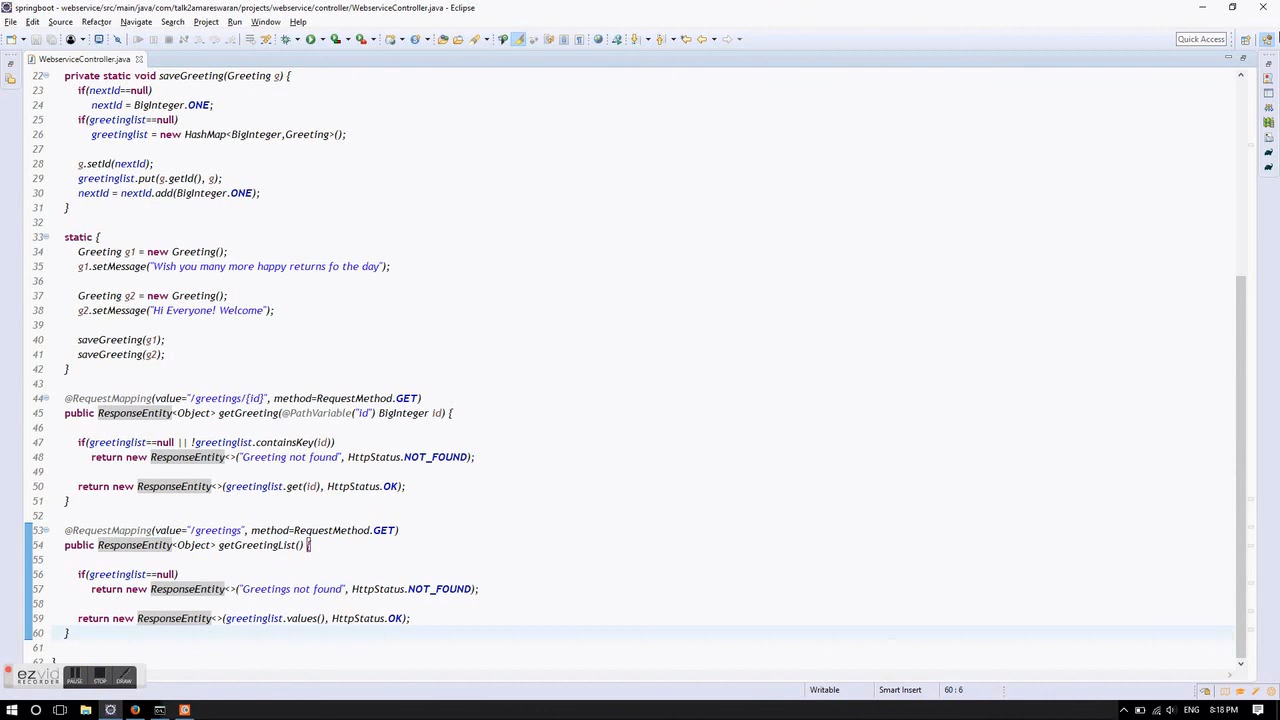 springboot - webservice/src/main/java/com/talk2amareswaran/projects/webservice/controller/WebserviceController.java - Eclipse
File Edit Source Refactor Navigate Search Project Run Window Help
Quick Access
WebserviceController.java
22 private static void saveGreeting(Greeting g) {
23 if(nextId==null)
24 nextId = BigInteger.ONE;
25 if(greetinglist==null)
26 greetinglist = new HashMap<BigInteger,Greeting>();
27
28 g.setId(nextId);
29 greetinglist.put(g.getId(), g);
30 nextId = nextId.add(BigInteger.ONE);
31 }
32
33 static {
34 Greeting g1 = new Greeting();
35 g1.setMessage("Wish you many more happy returns fo the day");
36
37 Greeting g2 = new Greeting();
38 g2.setMessage("Hi Everyone! Welcome");
39
40 saveGreeting(g1);
41 saveGreeting(g2);
42 }
43
44 @RequestMapping(value="/greetings/{id}", method=RequestMethod.GET)
45 public ResponseEntity<Object> getGreeting(@PathVariable("id") BigInteger id) {
46
47 if(greetinglist==null || !greetinglist.containsKey(id))
48 return new ResponseEntity<>("Greeting not found", HttpStatus.NOT_FOUND);
49
50 return new ResponseEntity<>(greetinglist.get(id), HttpStatus.OK);
51 }
52
53 @RequestMapping(value="/greetings", method=RequestMethod.GET)
54 public ResponseEntity<Object> getGreetingList() {
55
56 if(greetinglist==null)
57 return new ResponseEntity<>("Greetings not found", HttpStatus.NOT_FOUND);
58
59 return new ResponseEntity<>(greetinglist.values(), HttpStatus.OK);
60 }
61
62 }
ezvid
RECORDER
PAUSE STOP DRAW
Writable Smart Insert 60 : 6
ENG 8:18 PM